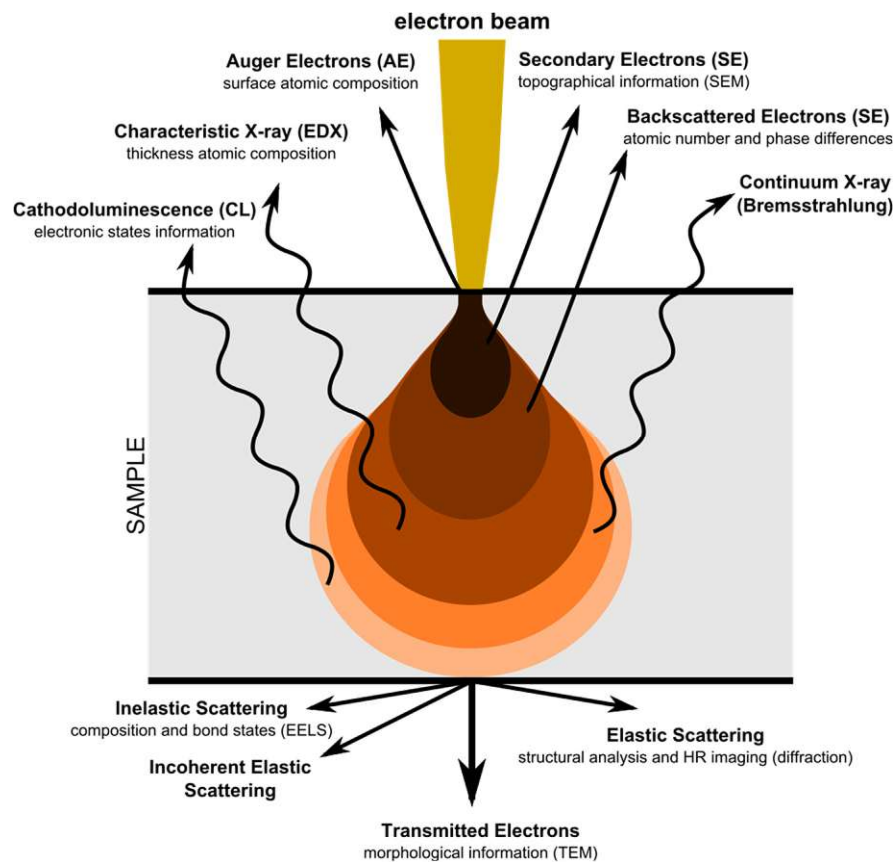 electron beam
Auger Electrons (AE)
surface atomic composition
Secondary Electrons (SE)
topographical information (SEM)
Characteristic X-ray (EDX)
thickness atomic composition
Backscattered Electrons (SE)
atomic number and phase differences
Continuum X-ray
(Bremsstrahlung)
Cathodoluminescence (CL)
electronic states information
SAMPLE
Inelastic Scattering
composition and bond states (EELS)
Incoherent Elastic
Scattering
Elastic Scattering
structural analysis and HR imaging (diffraction)
Transmitted Electrons
morphological information (TEM)